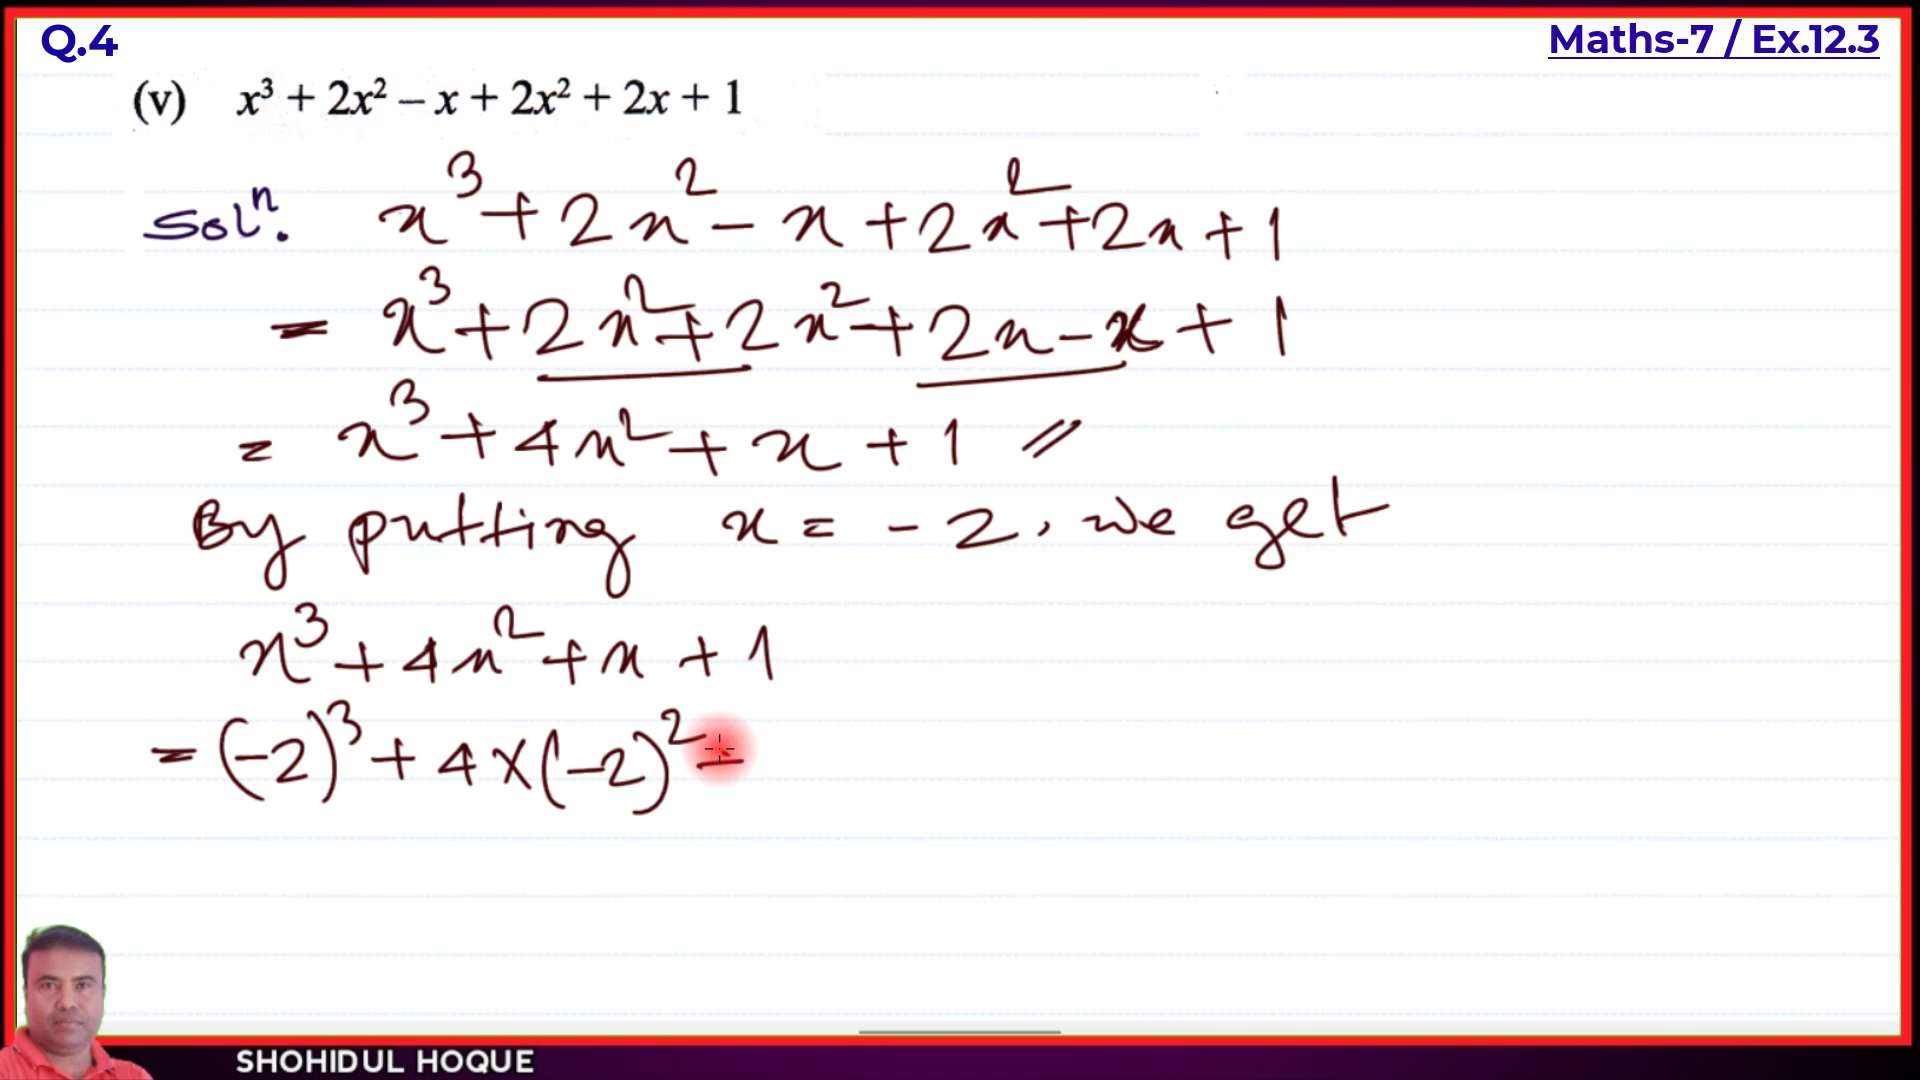 Q.4
Maths-7 / Ex.12.3
(v) x³ + 2x² – x + 2x² + 2x + 1
Solⁿ. x³ + 2x² - x + 2x² + 2x + 1
= x³ + 2x² + 2x² + 2x - x + 1
= x³ + 4x² + x + 1 //
By putting x = -2, we get
x³ + 4x² + x + 1
= (-2)³ + 4 × (-2)² -
SHOHIDUL HOQUE